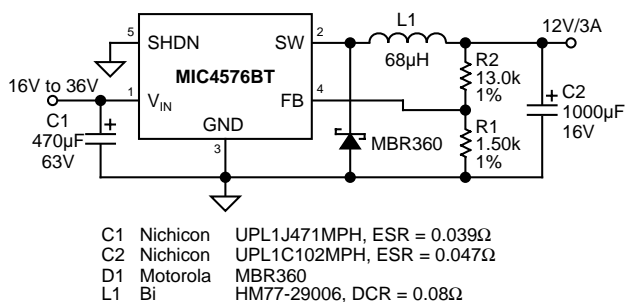 L1
12V/3A
5
SHDN
SW
2
68µH
R2
13.0k
1%
MIC4576BT
16V to 36V
1
VIN
FB
4
C2
1000µF
16V
C1
470µF
63V
GND
3
MBR360
R1
1.50k
1%
C1 Nichicon UPL1J471MPH, ESR = 0.039Ω
C2 Nichicon UPL1C102MPH, ESR = 0.047Ω
D1 Motorola MBR360
L1 Bi HM77-29006, DCR = 0.08Ω